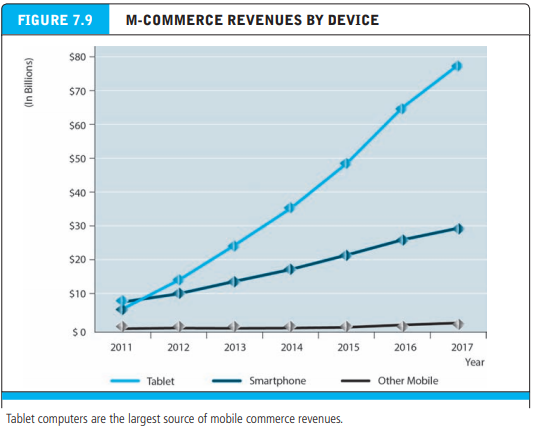 FIGURE 7.9 M-COMMERCE REVENUES BY DEVICE
(In Billions)
$80
$70
$60
$50
$40
$30
$20
$10
$0
2011 2012 2013 2014 2015 2016 2017
Year
Tablet Smartphone Other Mobile
Tablet computers are the largest source of mobile commerce revenues.